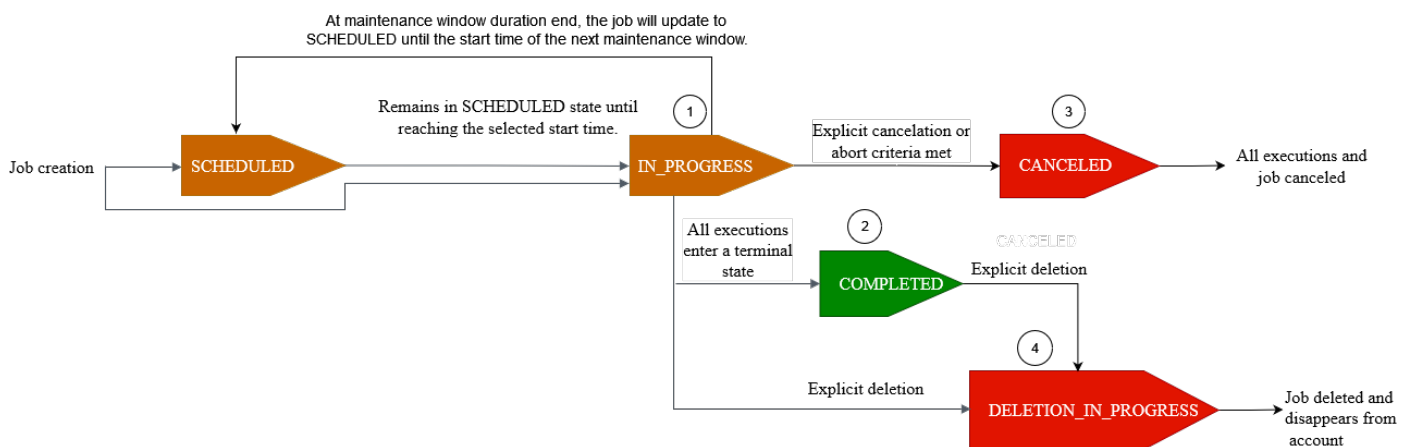 At maintenance window duration end, the job will update to
SCHEDULED until the start time of the next maintenance window.
1
3
Remains in SCHEDULED state until
reaching the selected start time.
Explicit cancelation or
abort criteria met
Job creation
SCHEDULED
IN_PROGRESS
CANCELED
All executions and
job canceled
All executions
enter a terminal
state
2
CANCELED
COMPLETED
Explicit deletion
4
Explicit deletion
DELETION_IN_PROGRESS
Job deleted and
disappears from
account